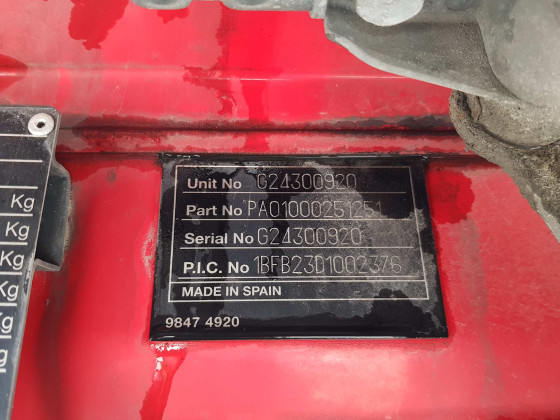 Kg
Kg
Kg
Kg
g
Unit No G24300920
Part No PA01000251251
Serial No G24300920
P.I.C. No 1BFB23D1002376
MADE IN SPAIN
9847 4920